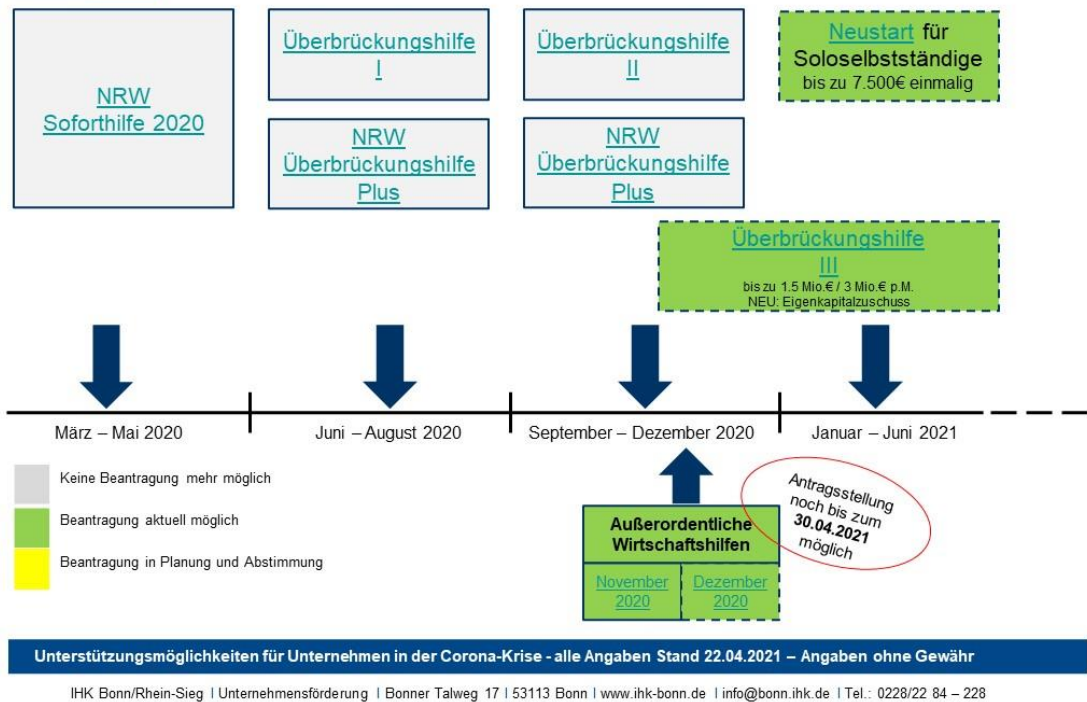 NRW
Soforthilfe 2020
Überbrückungshilfe
I
NRW
Überbrückungshilfe
Plus
Überbrückungshilfe
II
NRW
Überbrückungshilfe
Plus
Neustart für
Soloselbstständige
bis zu 7.500€ einmalig
Überbrückungshilfe
III
bis zu 1.5 Mio.€ / 3 Mio.€ p.M.
NEU: Eigenkapitalzuschuss
März – Mai 2020
Juni – August 2020
September – Dezember 2020
Januar – Juni 2021
Keine Beantragung mehr möglich
Beantragung aktuell möglich
Beantragung in Planung und Abstimmung
Außerordentliche
Wirtschaftshilfen
November
2020
Dezember
2020
Antragsstellung
noch bis zum
30.04.2021
möglich
Unterstützungsmöglichkeiten für Unternehmen in der Corona-Krise - alle Angaben Stand 22.04.2021 – Angaben ohne Gewähr
IHK Bonn/Rhein-Sieg I Unternehmensförderung I Bonner Talweg 17 I 53113 Bonn I www.ihk-bonn.de I info@bonn.ihk.de I Tel.: 0228/22 84 – 228